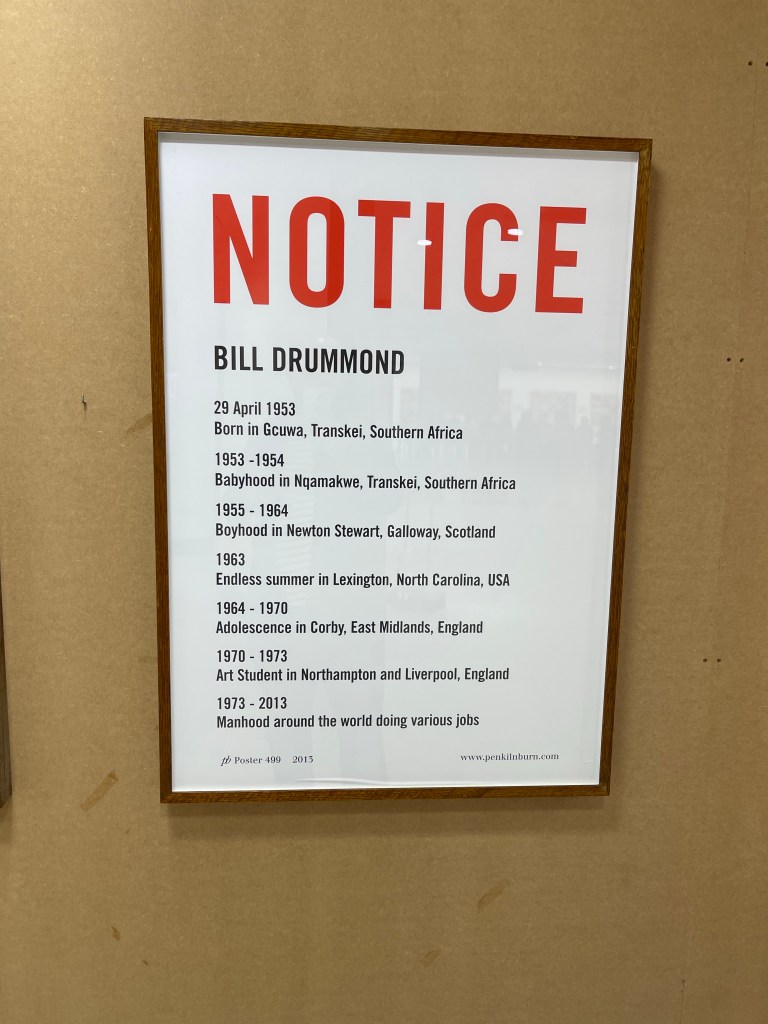 NOTICE
BILL DRUMMOND
29 April 1953
Born in Gcuwa, Transkei, Southern Africa
1953 -1954
Babyhood in Nqamakwe, Transkei, Southern Africa
1955 - 1964
Boyhood in Newton Stewart, Galloway, Scotland
1963
Endless summer in Lexington, North Carolina, USA
1964 - 1970
Adolescence in Corby, East Midlands, England
1970 - 1973
Art Student in Northampton and Liverpool, England
1973 - 2013
Manhood around the world doing various jobs
pb Poster 499 2013 www.penkilnburn.com